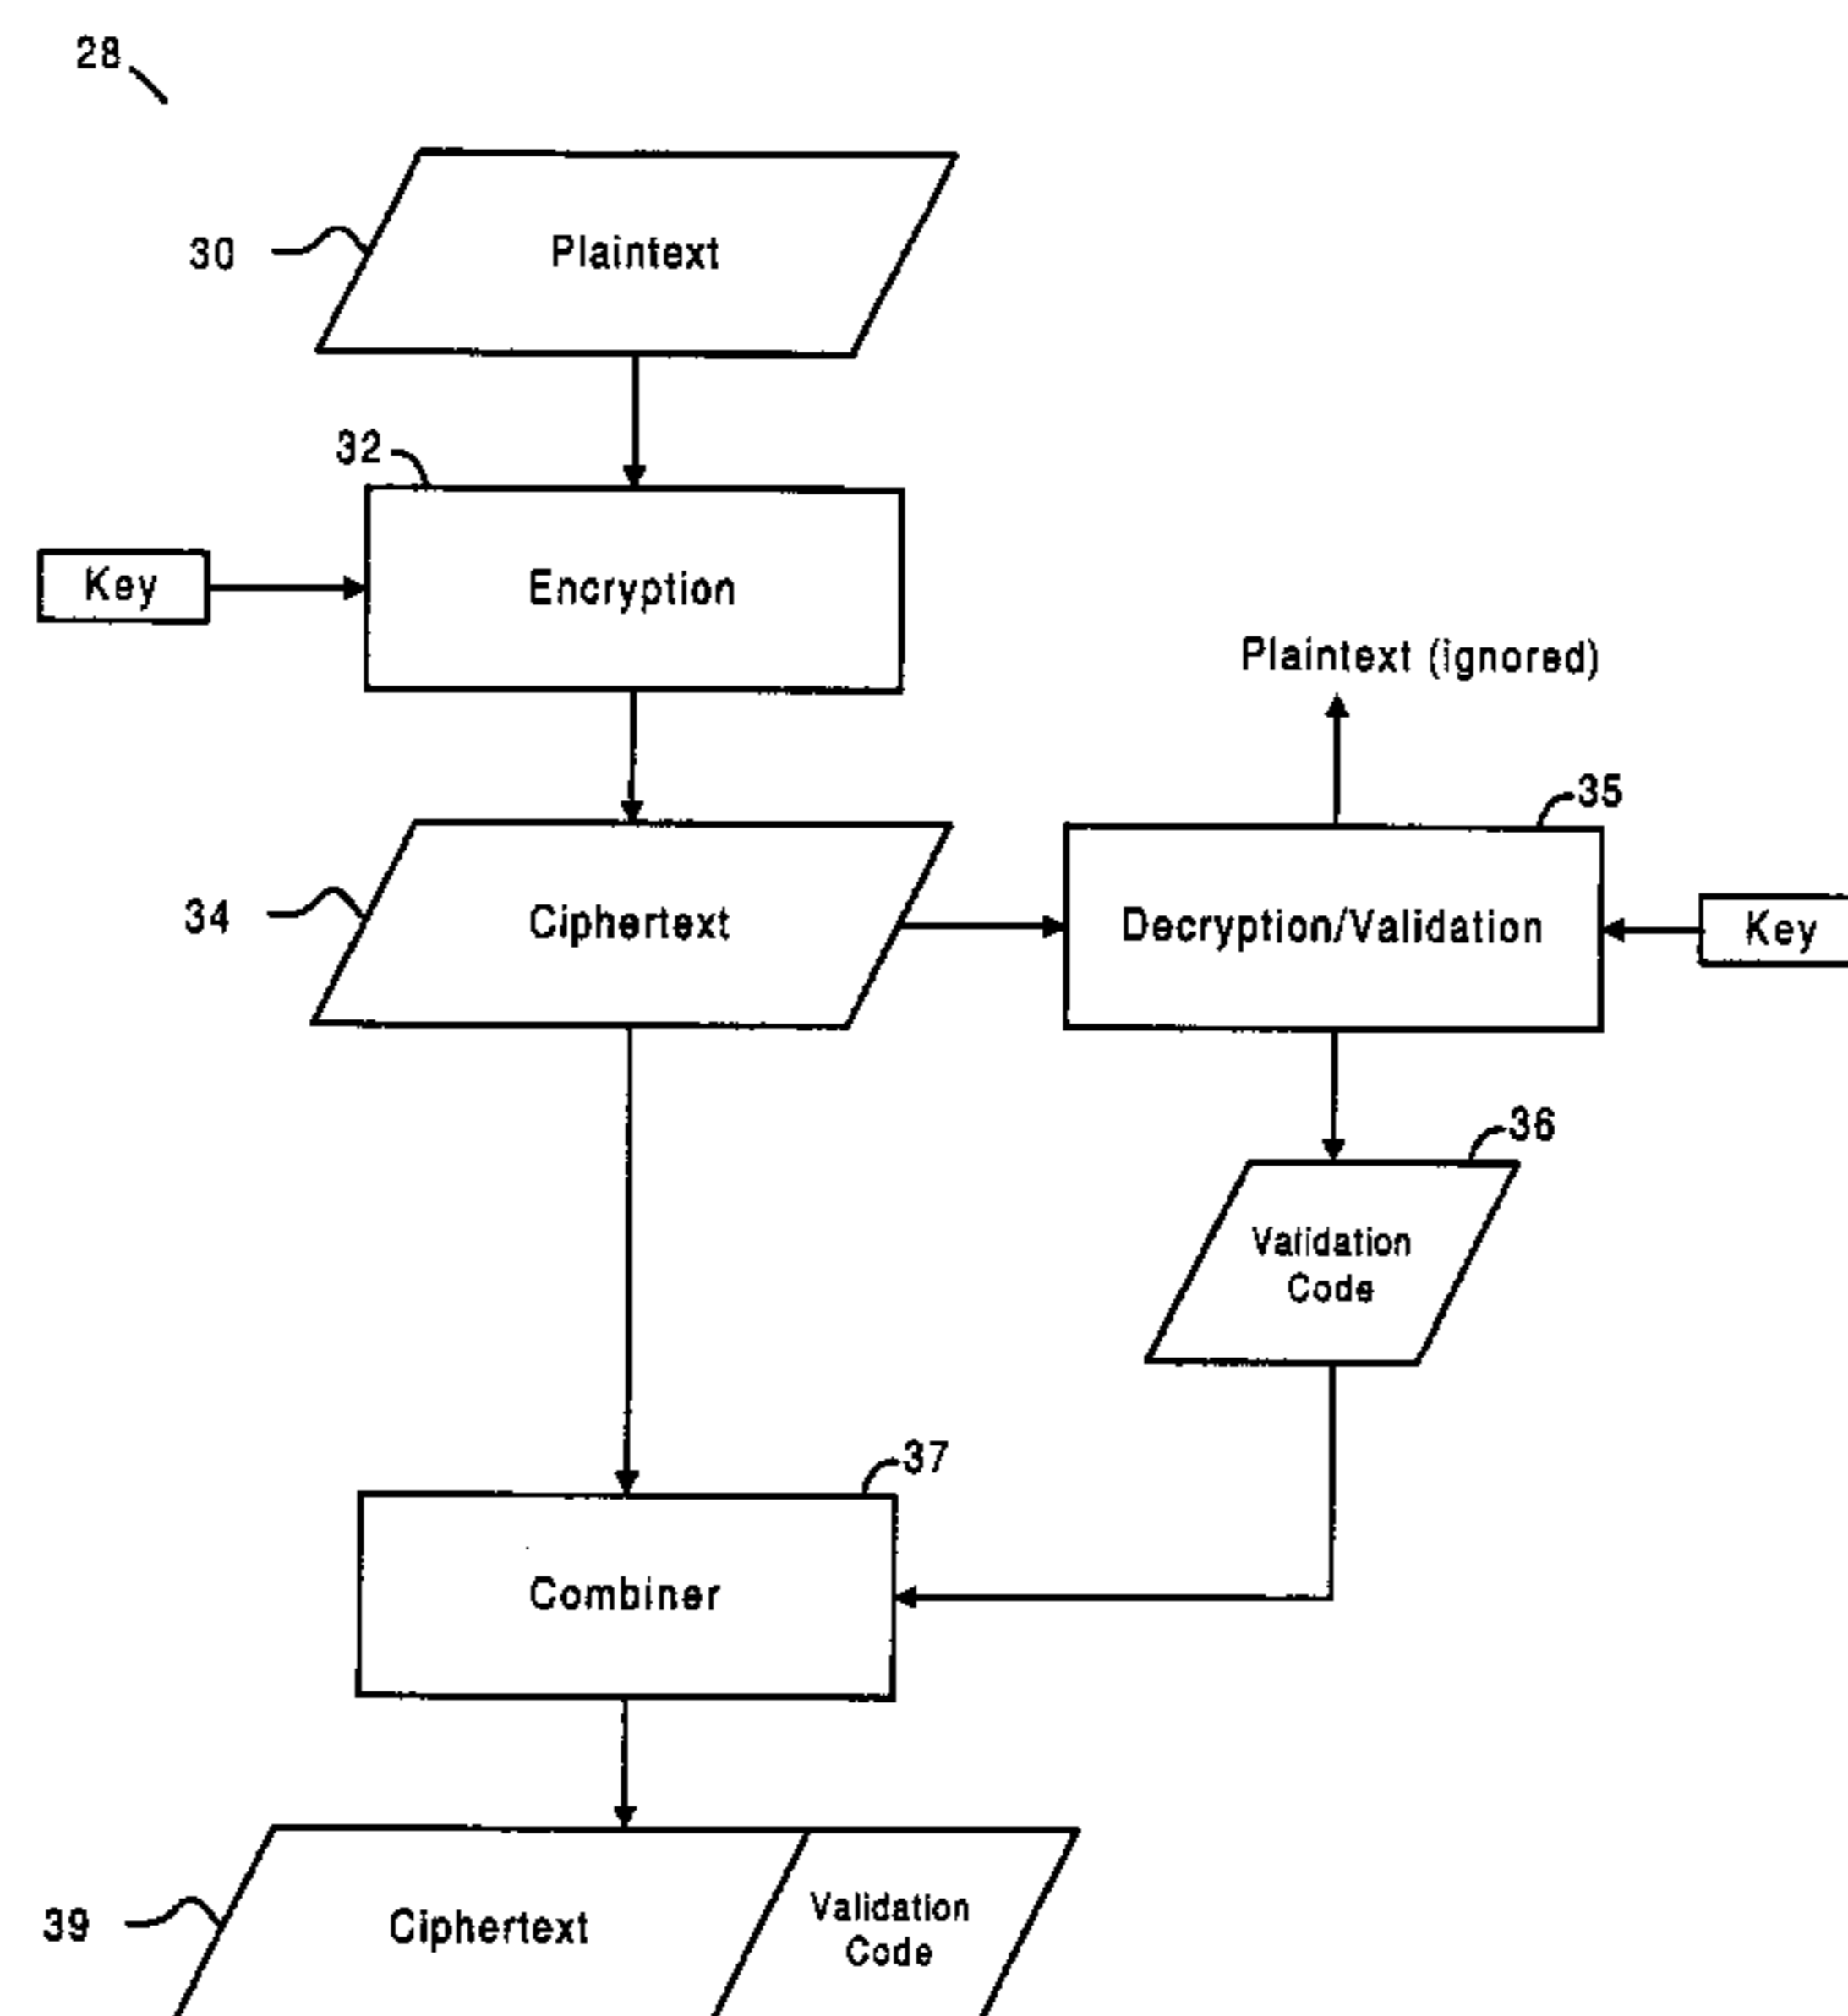 28
30
Plaintext
32
Key
Encryption
Plaintext (ignored)
35
34
Ciphertext
Decryption/Validation
Key
36
Validation
Code
37
Combiner
39
Ciphertext
Validation
Code